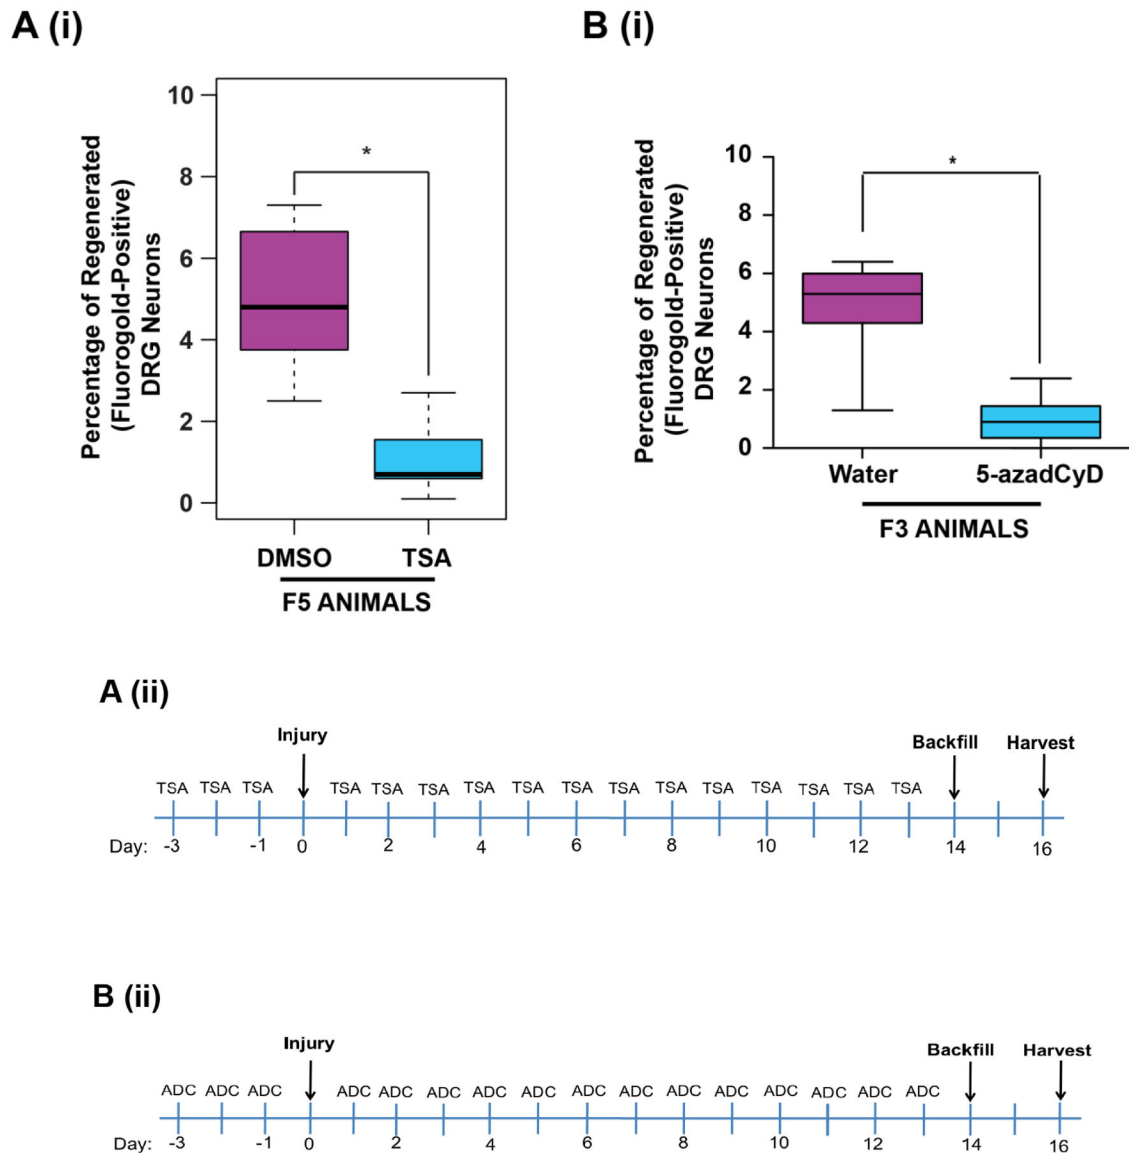 A (i)
B (i)
Percentage of Regenerated
(Fluorogold-Positive)
DRG Neurons
10
8
6
4
2
0
*
DMSO TSA
F5 ANIMALS
Percentage of Regenerated
(Fluorogold-Positive)
DRG Neurons
10
8
6
4
2
0
*
Water 5-azadCyD
F3 ANIMALS
A (ii)
Injury Backfill Harvest
TSA TSA TSA TSA TSA TSA TSA TSA TSA TSA TSA TSA TSA TSA TSA TSA
Day: -3 -1 0 2 4 6 8 10 12 14 16
B (ii)
Injury Backfill Harvest
ADC ADC ADC ADC ADC ADC ADC ADC ADC ADC ADC ADC ADC ADC ADC ADC
Day: -3 -1 0 2 4 6 8 10 12 14 16